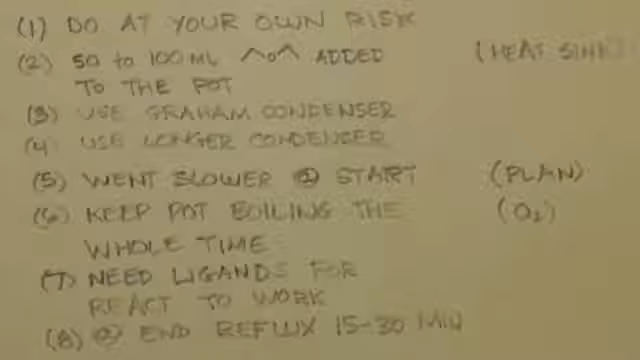 (1) DO AT YOUR OWN RISK
(2) 50 to 100 ML ^o^ ADDED (HEAT SINK)
TO THE POT
(3) USE GRAHAM CONDENSER
(4) USE LONGER CONDENSER
(5) WENT SLOWER @ START (PLAN)
(6) KEEP POT BOILING THE (O₂)
WHOLE TIME
(7) NEED LIGANDS FOR
REACT TO WORK
(8) @ END REFLUX 15-30 MIN